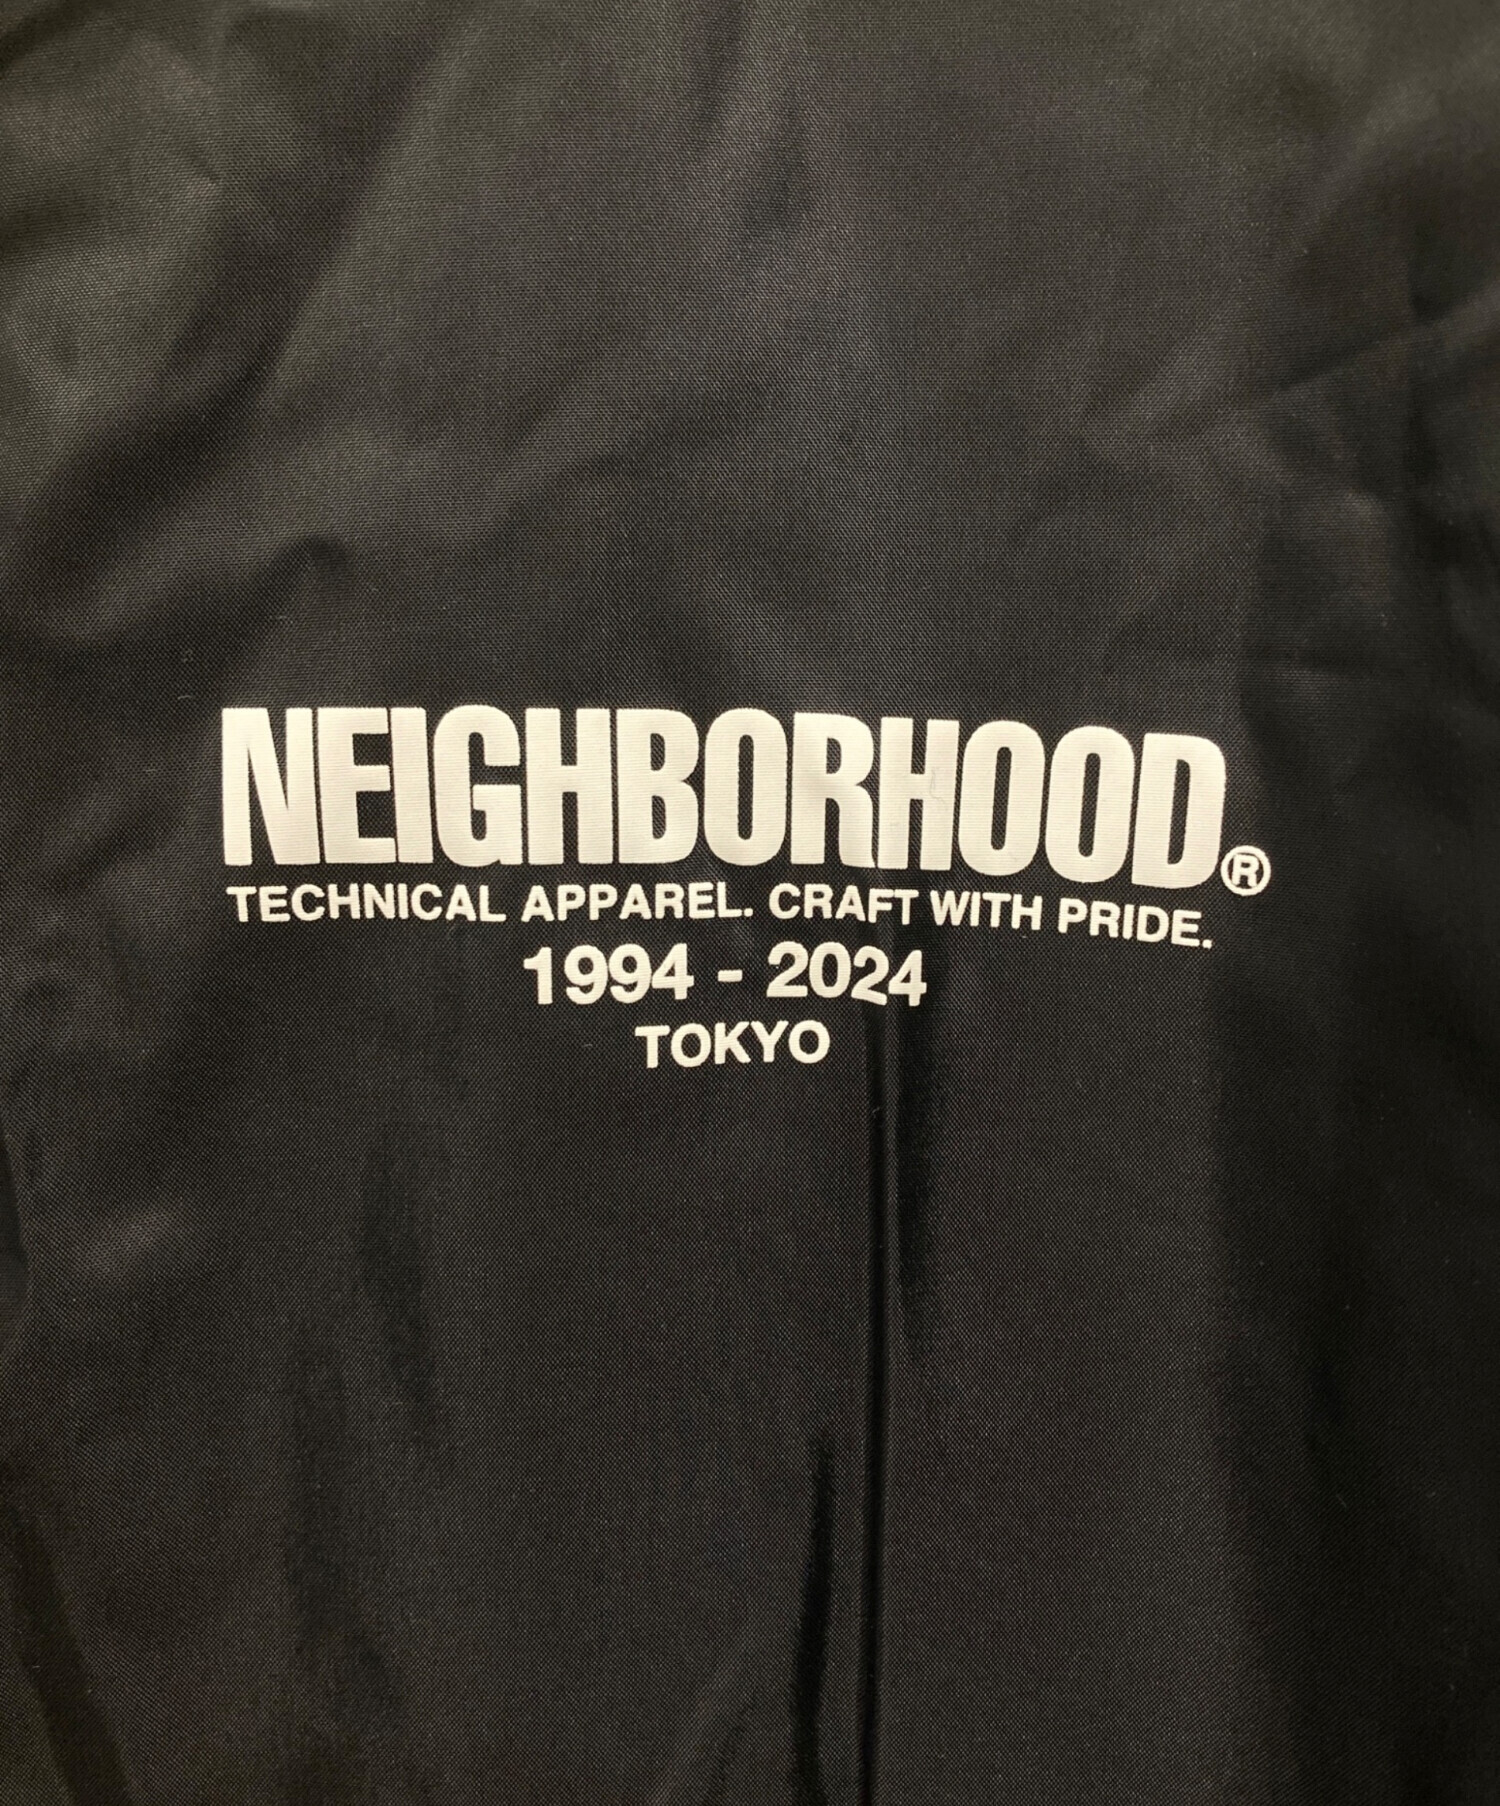 NEIGHBORHOOD®
TECHNICAL APPAREL. CRAFT WITH PRIDE.
1994 - 2024
TOKYO